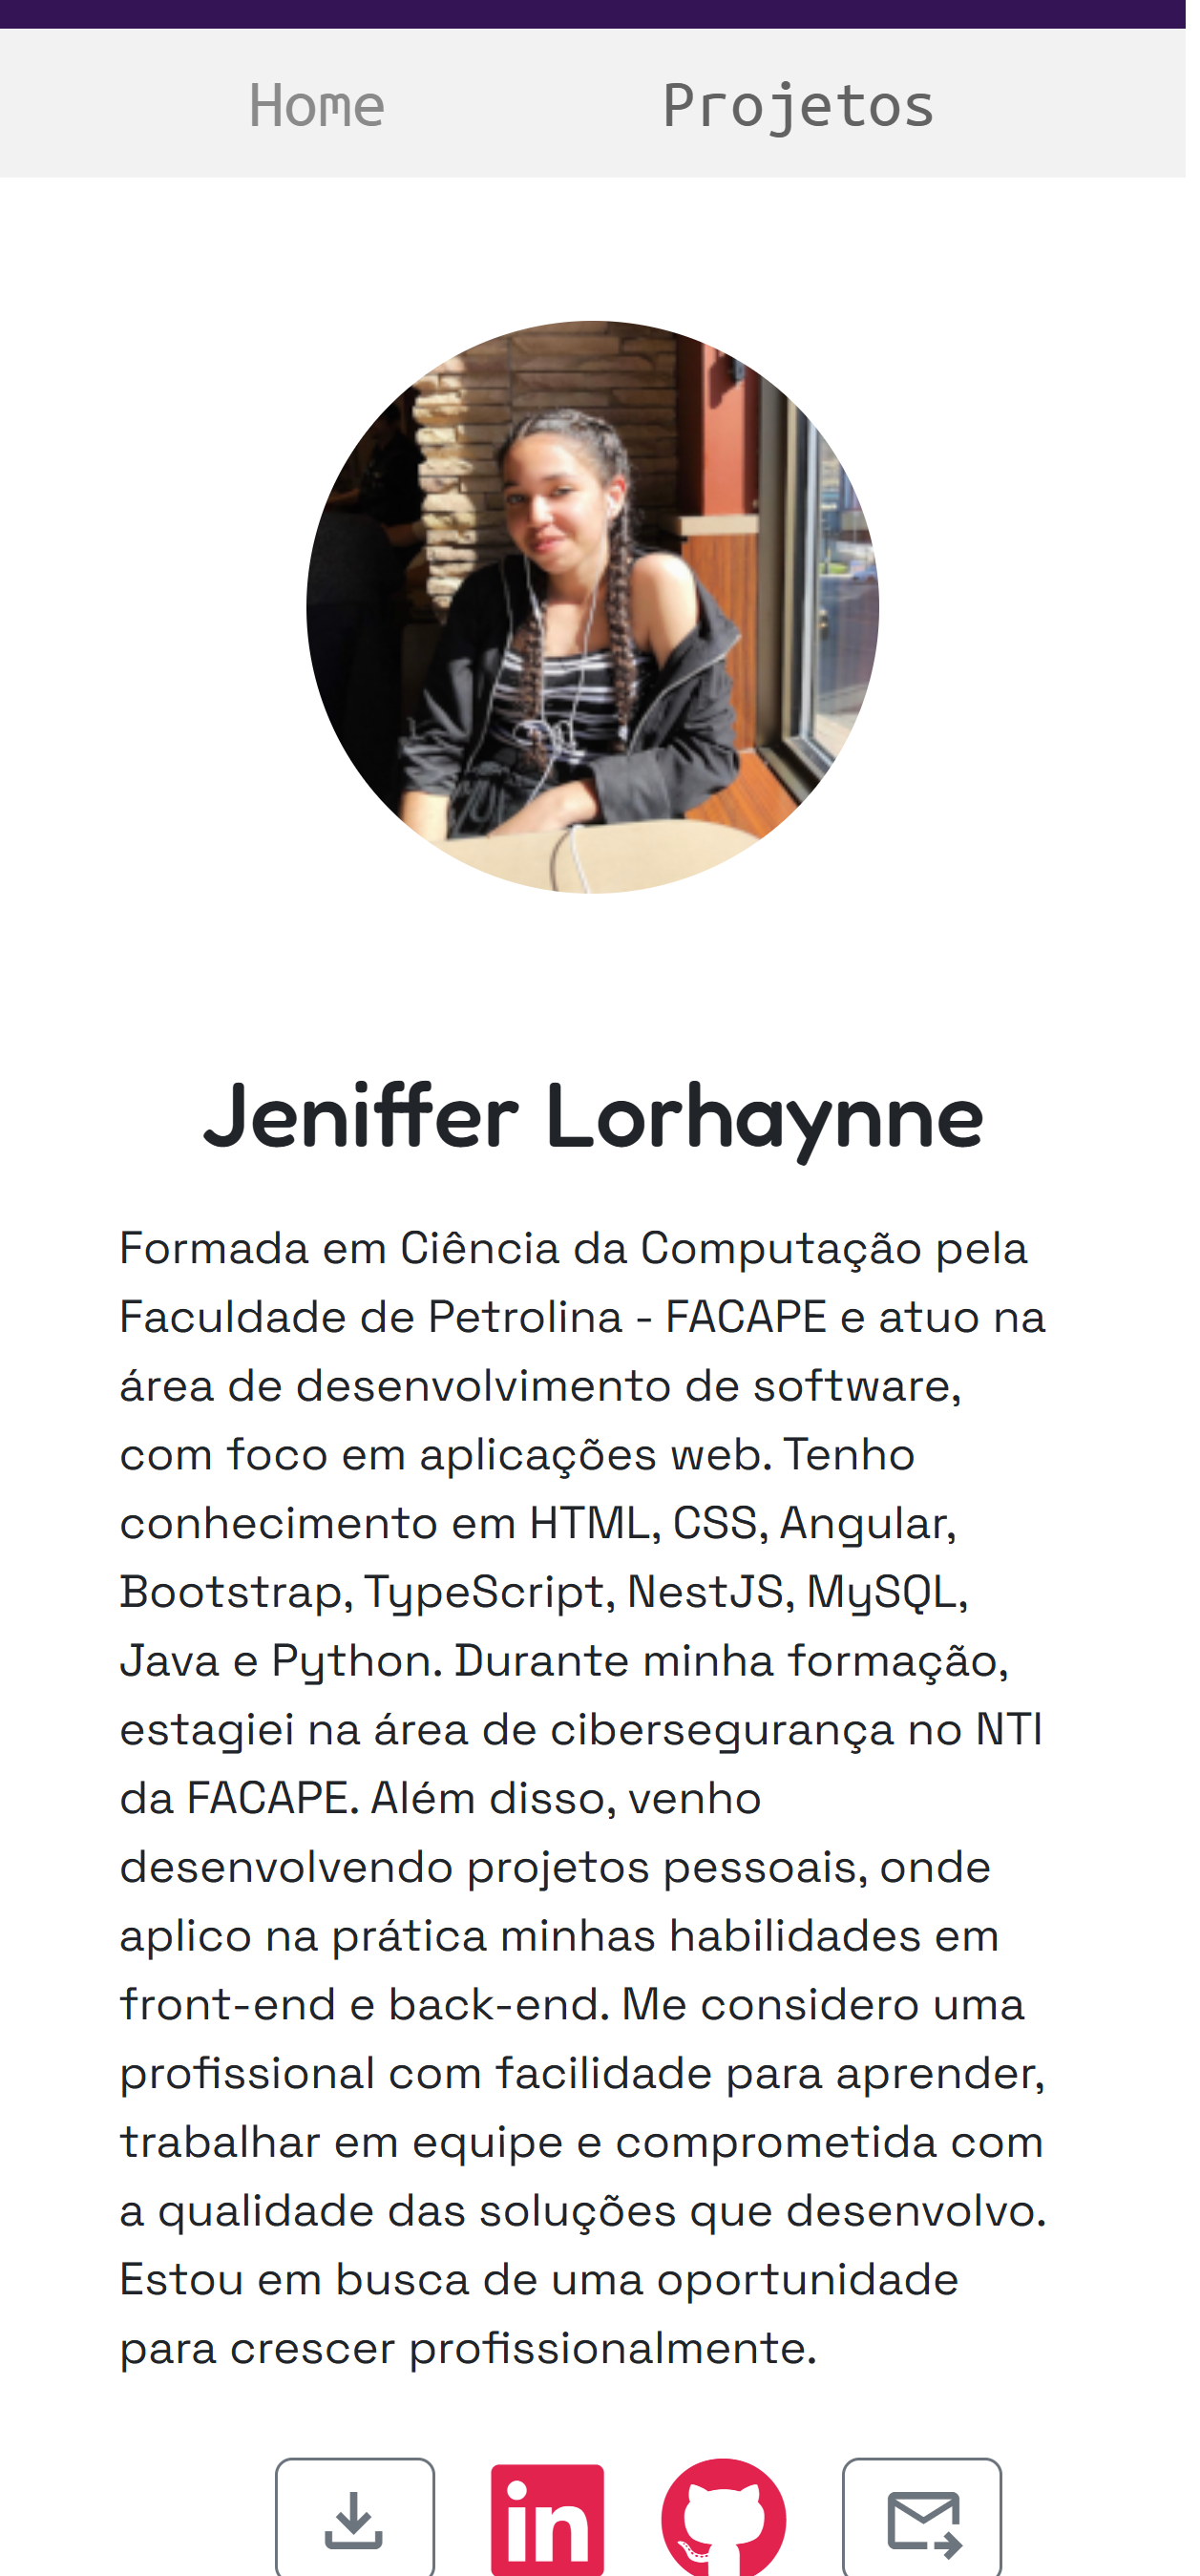 Home Projetos
Jeniffer Lorhaynne
Formada em Ciência da Computação pela
Faculdade de Petrolina - FACAPE e atuo na
área de desenvolvimento de software,
com foco em aplicações web. Tenho
conhecimento em HTML, CSS, Angular,
Bootstrap, TypeScript, NestJS, MySQL,
Java e Python. Durante minha formação,
estagiei na área de cibersegurança no NTI
da FACAPE. Além disso, venho
desenvolvendo projetos pessoais, onde
aplico na prática minhas habilidades em
front-end e back-end. Me considero uma
profissional com facilidade para aprender,
trabalhar em equipe e comprometida com
a qualidade das soluções que desenvolvo.
Estou em busca de uma oportunidade
para crescer profissionalmente.
in